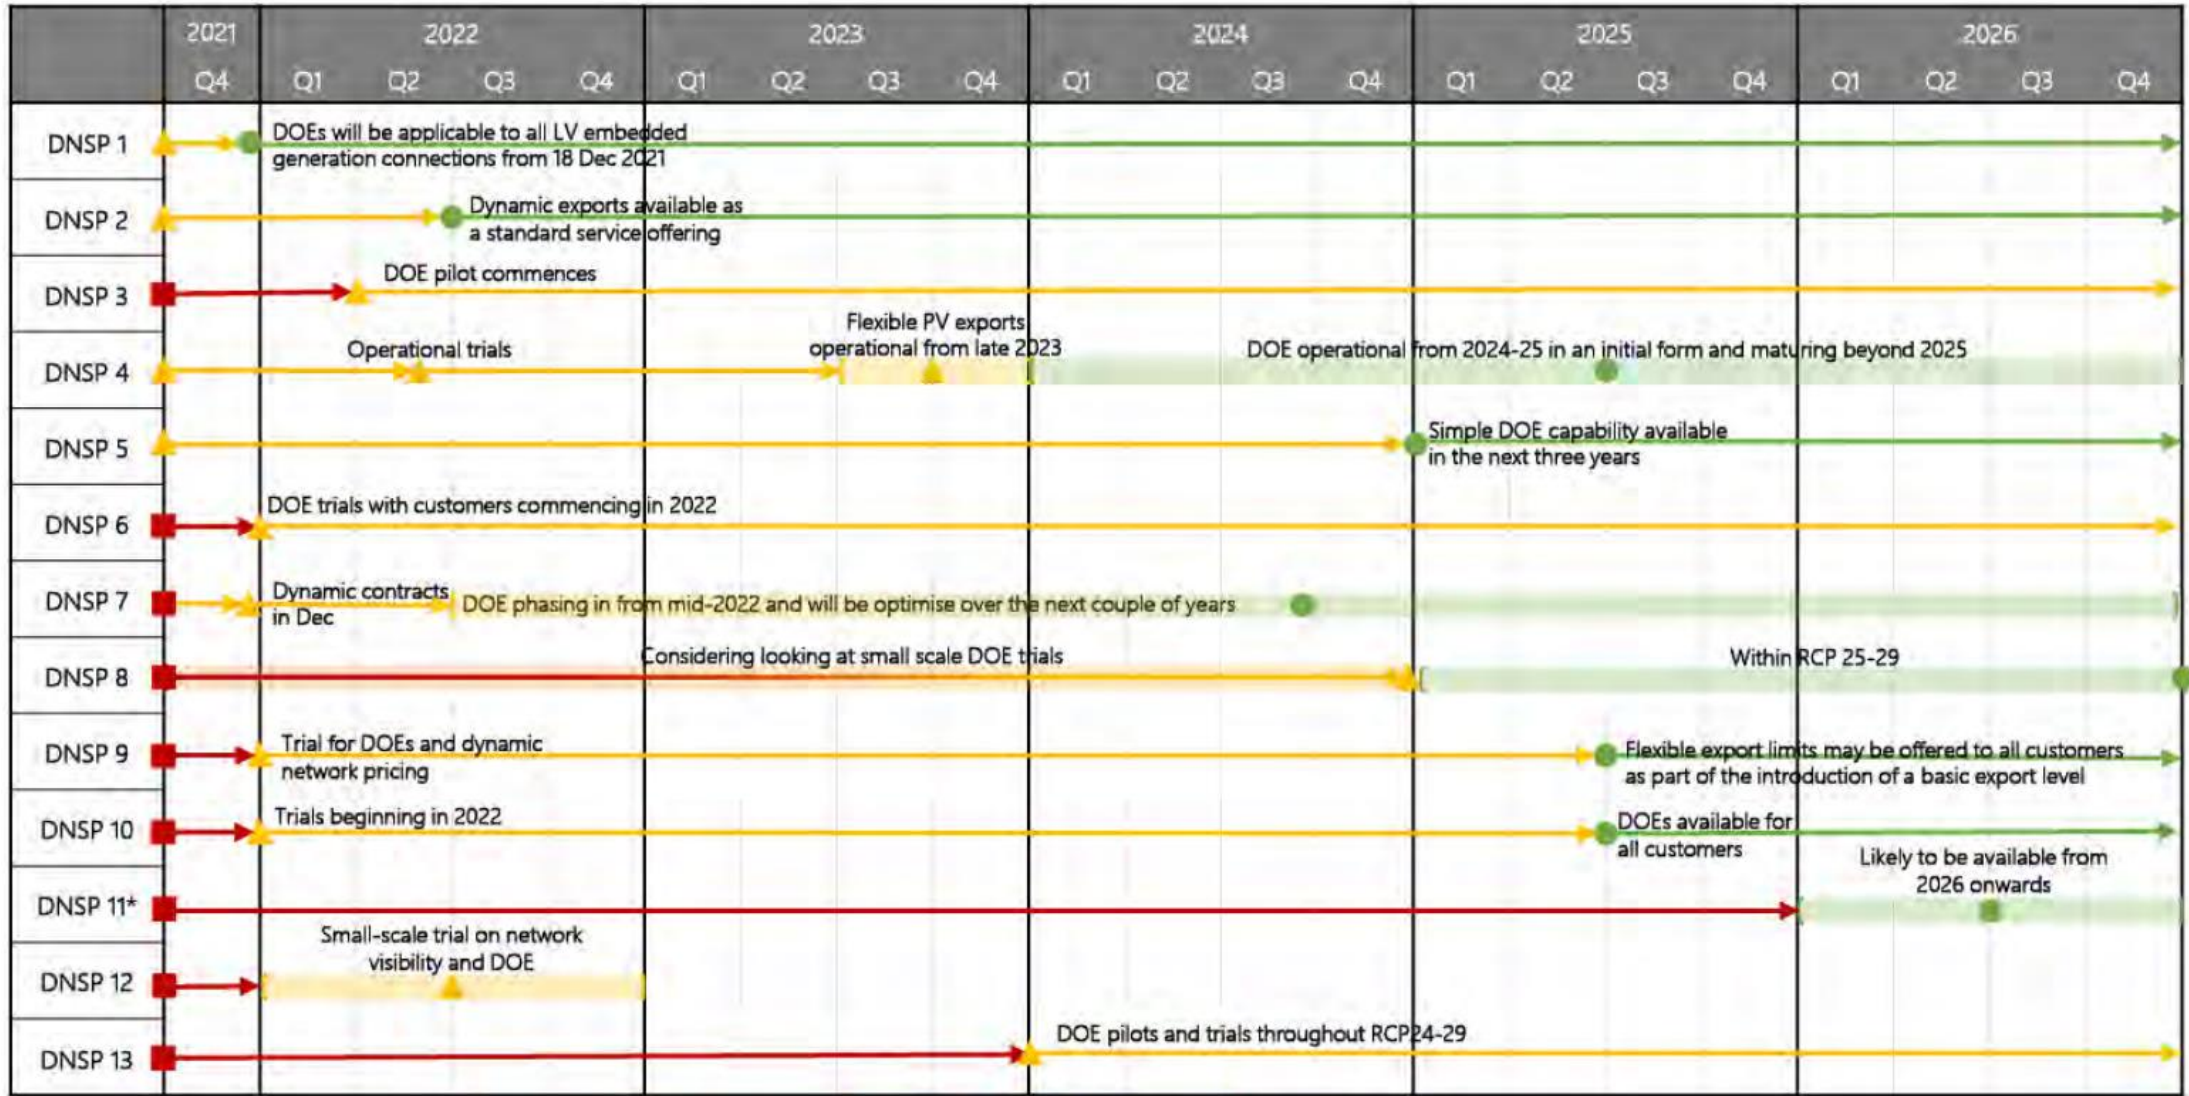 2021 2022 2023 2024 2025 2026
Q4 Q1 Q2 Q3 Q4 Q1 Q2 Q3 Q4 Q1 Q2 Q3 Q4 Q1 Q2 Q3 Q4 Q1 Q2 Q3 Q4
DNSP 1
DOEs will be applicable to all LV embedded
generation connections from 18 Dec 2021
DNSP 2
Dynamic exports available as
a standard service offering
DNSP 3
DOE pilot commences
DNSP 4
Operational trials
Flexible PV exports
operational from late 2023
DOE operational from 2024-25 in an initial form and maturing beyond 2025
DNSP 5
Simple DOE capability available
in the next three years
DNSP 6
DOE trials with customers commencing in 2022
DNSP 7
Dynamic contracts
in Dec
DOE phasing in from mid-2022 and will be optimise over the next couple of years
DNSP 8
Considering looking at small scale DOE trials
Within RCP 25-29
DNSP 9
Trial for DOEs and dynamic
network pricing
Flexible export limits may be offered to all customers
as part of the introduction of a basic export level
DNSP 10
Trials beginning in 2022
DOEs available for
all customers
DNSP 11*
Likely to be available from
2026 onwards
DNSP 12
Small-scale trial on network
visibility and DOE
DNSP 13
DOE pilots and trials throughout RCP24-29